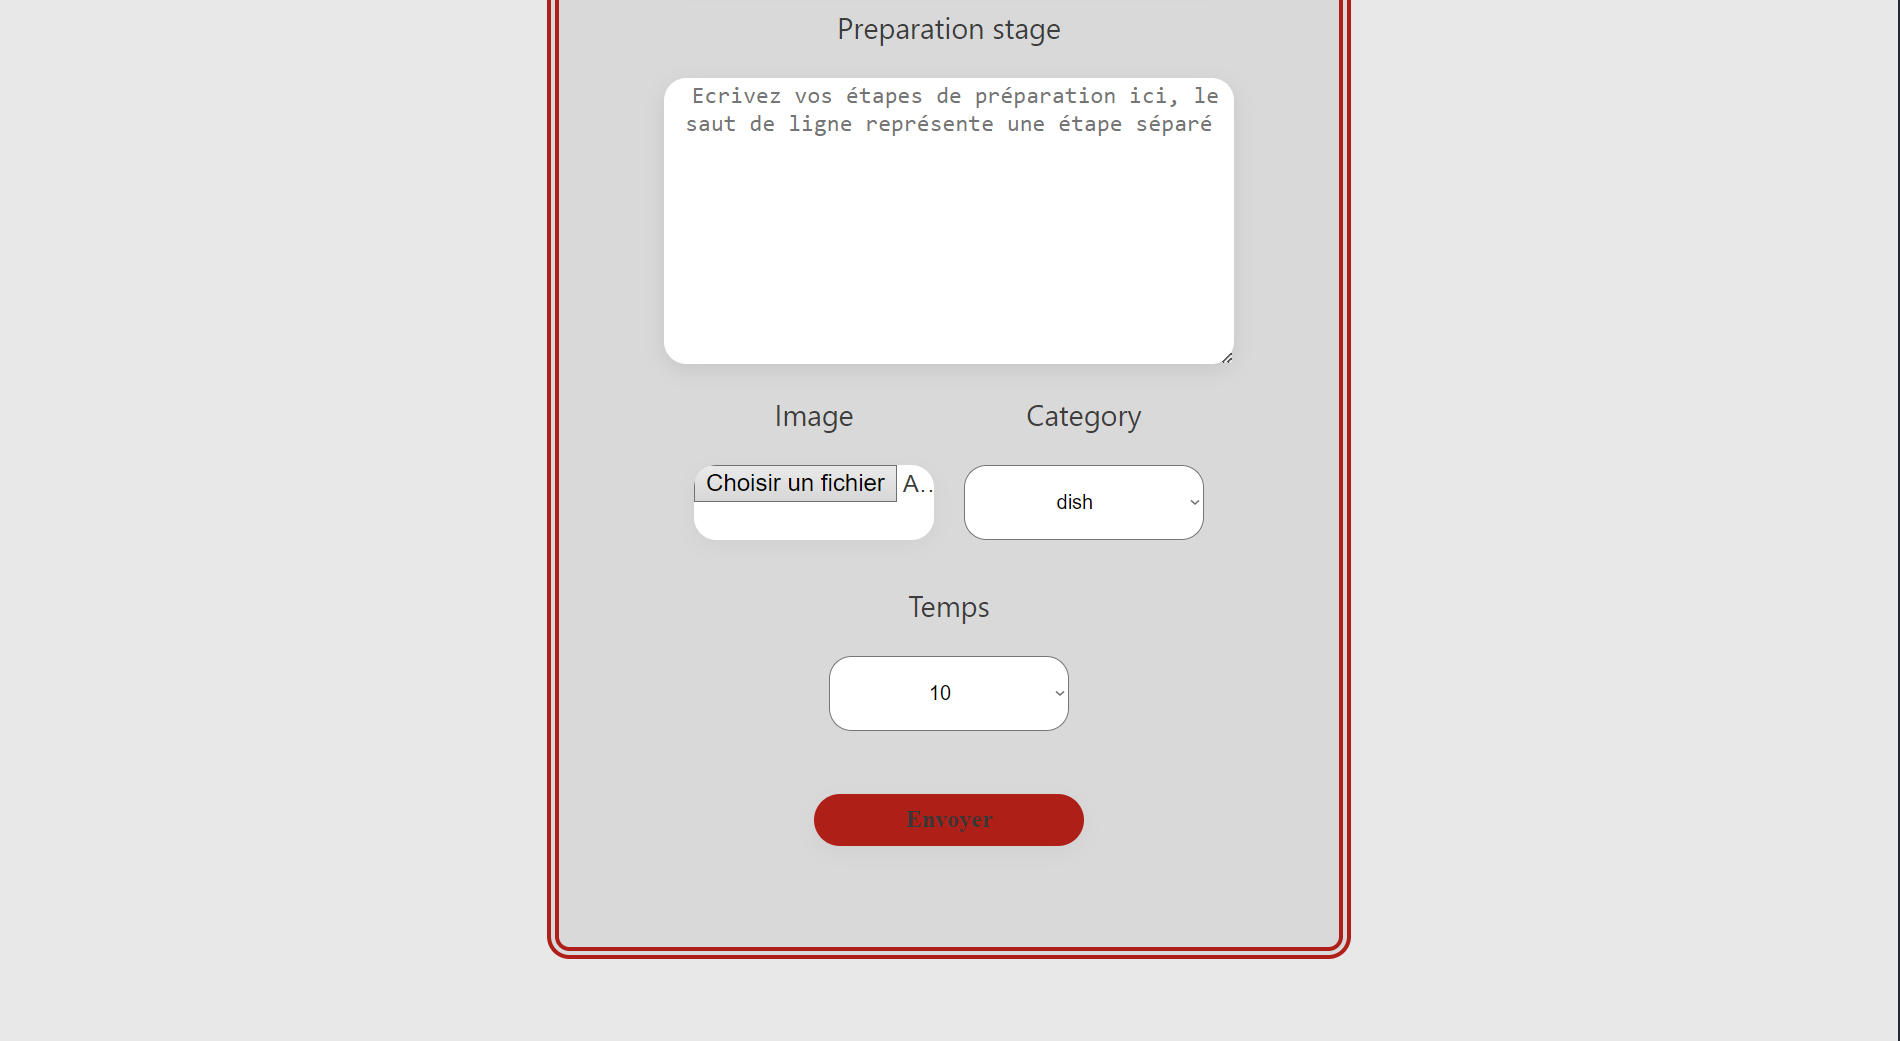 Preparation stage
Ecrivez vos étapes de préparation ici, le
saut de ligne représente une étape séparé
Image
Category
Choisir un fichier A...
dish
Temps
10
Envoyer